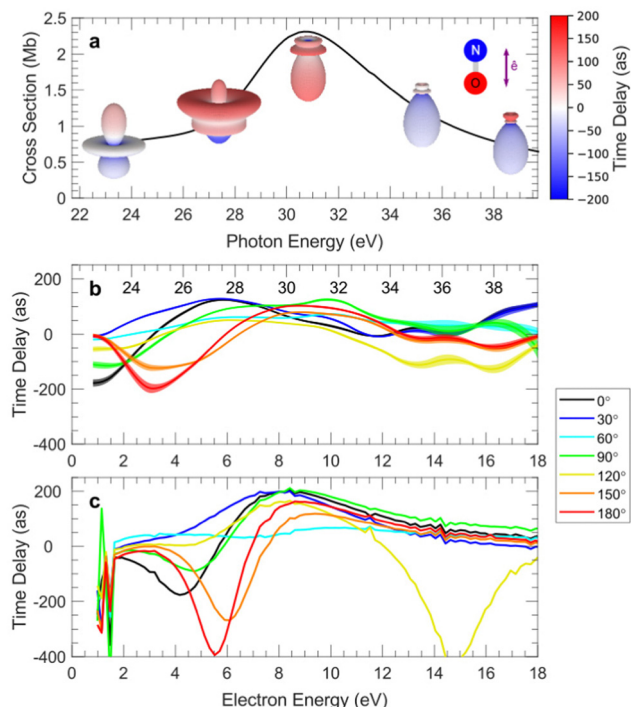 a
Cross Section (Mb)
2.5
2
1.5
1
0.5
0
22 24 26 28 30 32 34 36 38
Photon Energy (eV)
N
O
ê
200
150
100
50
0
−50
−100
−150
−200
Time Delay (as)
b
24 26 28 30 32 34 36 38
Time Delay (as)
200
0
-200
-400
0 2 4 6 8 10 12 14 16 18
c
Time Delay (as)
200
0
-200
-400
0 2 4 6 8 10 12 14 16 18
Electron Energy (eV)
0°
30°
60°
90°
120°
150°
180°